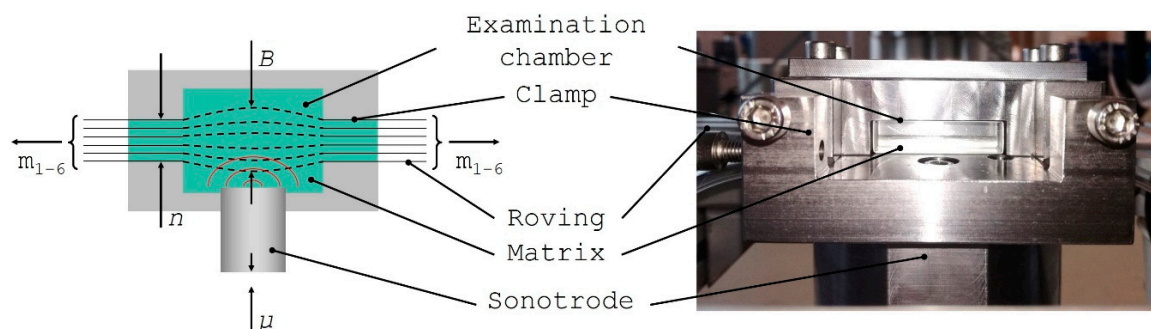 Examination
chamber
B
Clamp
m1-6
m1-6
n
Roving
Matrix
Sonotrode
μ